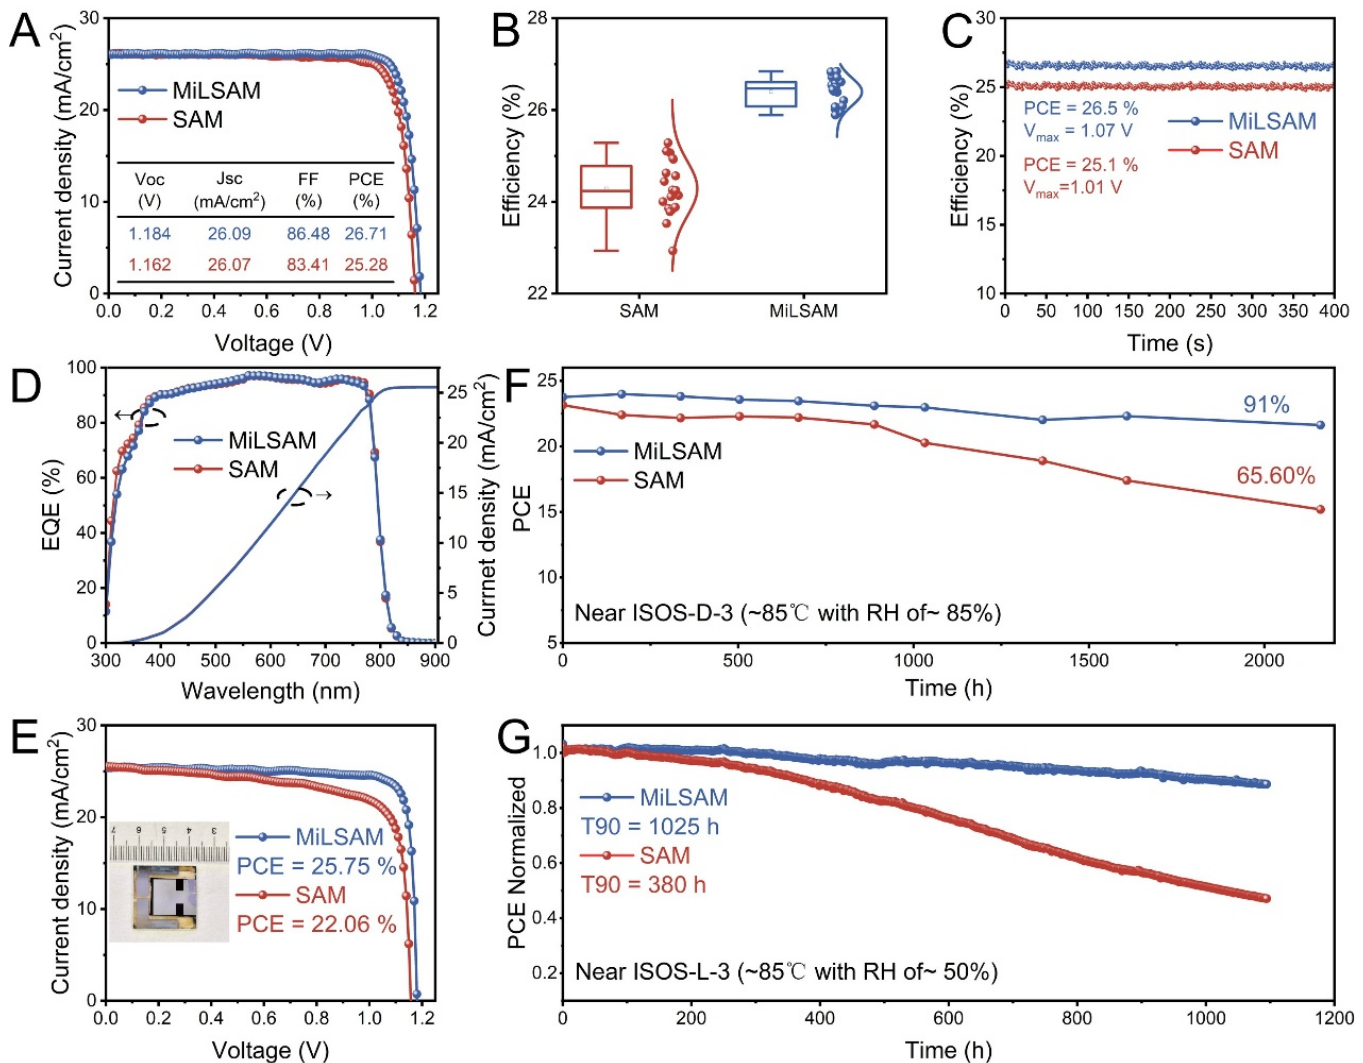 A
30
20
10
0
Current density (mA/cm²)
MiLSAM
SAM
Voc (V) Jsc (mA/cm²) FF (%) PCE (%)
1.184 26.09 86.48 26.71
1.162 26.07 83.41 25.28
0.0 0.2 0.4 0.6 0.8 1.0 1.2
Voltage (V)
B
28
26
24
22
Efficiency (%)
SAM MiLSAM
C
30
25
20
15
10
Efficiency (%)
PCE = 26.5 %
Vmax = 1.07 V
MiLSAM
SAM
PCE = 25.1 %
Vmax=1.01 V
0 50 100 150 200 250 300 350 400
Time (s)
D
100
80
60
40
20
0
EQE (%)
MiLSAM
SAM
← →
25
20
15
10
5
0
Currnet density (mA/cm²)
300 400 500 600 700 800 900
Wavelength (nm)
F
25
20
15
10
5
PCE
MiLSAM
SAM
91%
65.60%
Near ISOS-D-3 (~85℃ with RH of~ 85%)
0 500 1000 1500 2000
Time (h)
E
30
20
10
0
Current density (mA/cm²)
7 6 5 4 3
MiLSAM
PCE = 25.75 %
SAM
PCE = 22.06 %
0.0 0.2 0.4 0.6 0.8 1.0 1.2
Voltage (V)
G
1.0
0.8
0.6
0.4
0.2
PCE Normalized
MiLSAM
T90 = 1025 h
SAM
T90 = 380 h
Near ISOS-L-3 (~85℃ with RH of~ 50%)
0 200 400 600 800 1000 1200
Time (h)